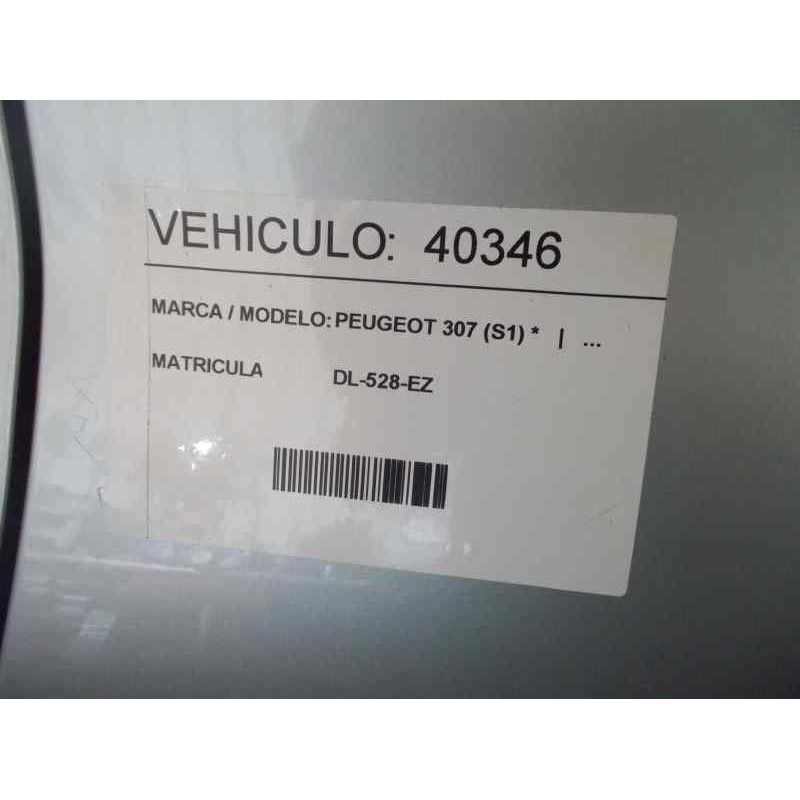 VEHICULO: 40346
MARCA / MODELO: PEUGEOT 307 (S1) * | ...
MATRICULA DL-528-EZ